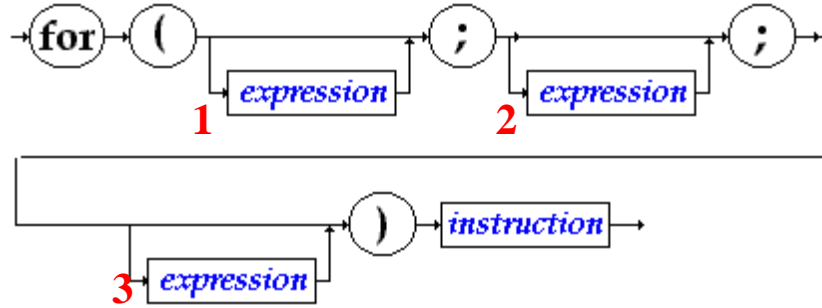 for ( ; ;
1 expression 2 expression
) instruction
3 expression